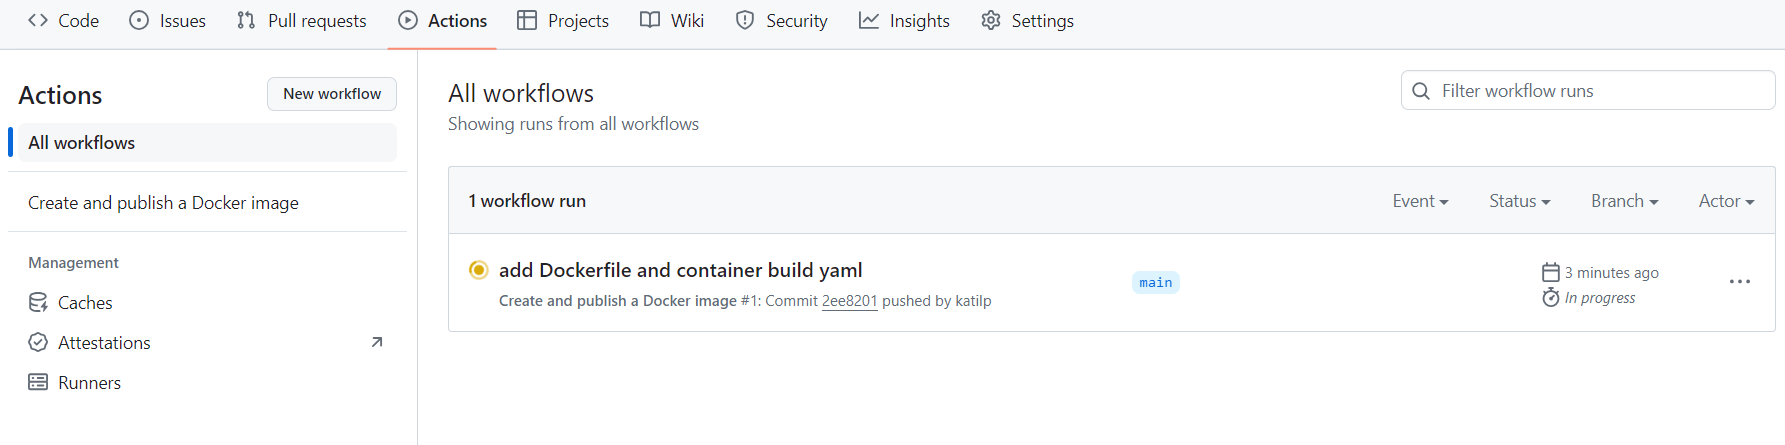 Code Issues Pull requests Actions Projects Wiki Security Insights Settings
Actions
New workflow
All workflows
Create and publish a Docker image
Management
Caches
Attestations
Runners
All workflows
Showing runs from all workflows
Filter workflow runs
1 workflow run
Event Status Branch Actor
add Dockerfile and container build yaml
Create and publish a Docker image #1: Commit 2ee8201 pushed by katilp
main
3 minutes ago
In progress